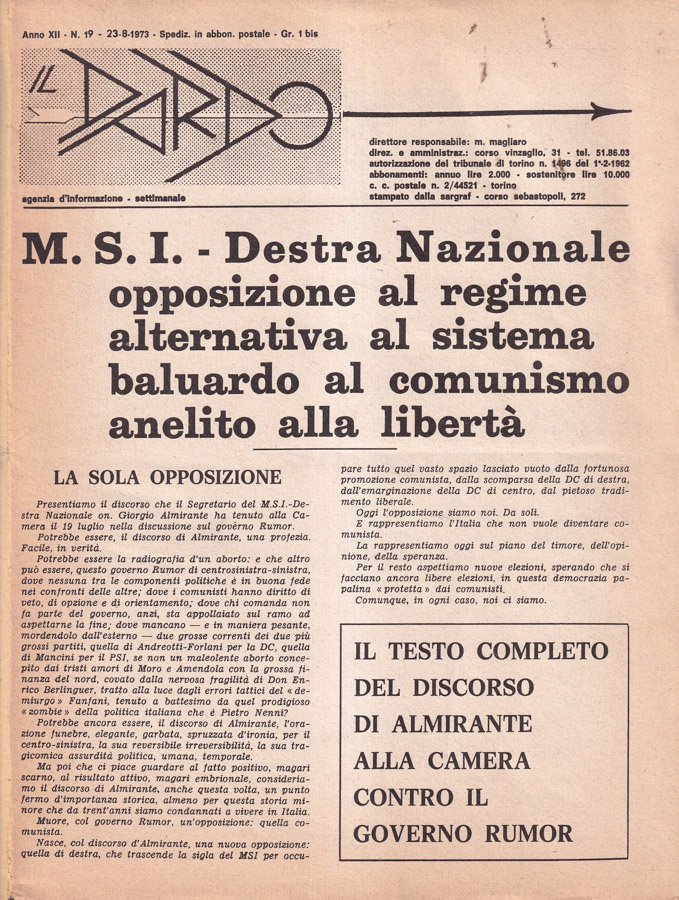 Anno XII - N. 19 - 23-8-1973 - Spediz. in abbon. postale - Gr. 1 bis
IL DARDO
direttore responsabile: m. magliaro
direz. e amministraz.: corso vinzaglio, 31 - tel. 51.86.03
autorizzazione del tribunale di torino n. 1496 del 1°-2-1962
abbonamenti: annuo lire 2.000 - sostenitore lire 10.000
c. c. postale n. 2/44521 - torino
stampato dalla sargraf - corso sebastopoli, 272
agenzia d'informazione - settimanale
M. S. I. - Destra Nazionale
opposizione al regime
alternativa al sistema
baluardo al comunismo
anelito alla libertà
LA SOLA OPPOSIZIONE
Presentiamo il discorso che il Segretario del M.S.I.-De-
stra Nazionale on. Giorgio Almirante ha tenuto alla Ca-
mera il 19 luglio nella discussione sul govérno Rumor.
Potrebbe essere, il discorso di Almirante, una profezia.
Facile, in verità.
Potrebbe essere la radiografia d'un aborto: e che altro
può essere, questo governo Rumor di centrosinistra-sinistra,
dove nessuna tra le componenti politiche è in buona fede
nei confronti delle altre; dove i comunisti hanno diritto di
veto, di opzione e di orientamento; dove chi comanda non
fa parte del governo, anzi, sta appollaiato sul ramo ad
aspettarne la fine; dove mancano — e in maniera pesante,
mordendolo dall'esterno — due grosse correnti dei due più
grossi partiti, quella di Andreotti-Forlani per la DC, quella
di Mancini per il PSI, se non un maleolente aborto conce-
pito dai tristi amori di Moro e Amendola con la grossa fi-
nanza del nord, covato dalla nervosa fragilità di Don En-
rico Berlinguer, tratto alla luce dagli errori tattici del « de-
miurgo » Fanfani, tenuto a battesimo da quel prodigioso
« zombie » della politica italiana che è Pietro Nenni?
Potrebbe ancora essere, il discorso di Almirante, l'ora-
zione funebre, elegante, garbata, spruzzata d'ironia, per il
centro-sinistra, la sua reversibile irreversibilità, la sua tra-
gicomica assurdità politica, umana, temporale.
Ma poi che ci piace guardare al fatto positivo, magari
scarno, al risultato attivo, magari embrionale, consideria-
mo il discorso di Almirante, anche questa volta, un punto
fermo d'importanza storica, almeno per questa storia mi-
nore che da trent'anni siamo condannati a vivere in Italia.
Muore, col governo Rumor, un'opposizione: quella co-
munista.
Nasce, col discorso d'Almirante, una nuova opposizione:
quella di destra, che trascende la sigla del MSI per occu-
pare tutto quel vasto spazio lasciato vuoto dalla fortunosa
promozione comunista, dalla scomparsa della DC di destra,
dall'emarginazione della DC di centro, dal pietoso tradi-
mento liberale.
Oggi l'opposizione siamo noi. Da soli.
E rappresentiamo l'Italia che non vuole diventare co-
munista.
La rappresentiamo oggi sul piano del timore, dell'opi-
nione, della speranza.
Per il resto aspettiamo nuove elezioni, sperando che si
facciano ancora libere elezioni, in questa democrazia pa-
palina « protetta » dai comunisti,
Comunque, in ogni caso, noi ci siamo.
IL TESTO COMPLETO
DEL DISCORSO
DI ALMIRANTE
ALLA CAMERA
CONTRO IL
GOVERNO RUMOR